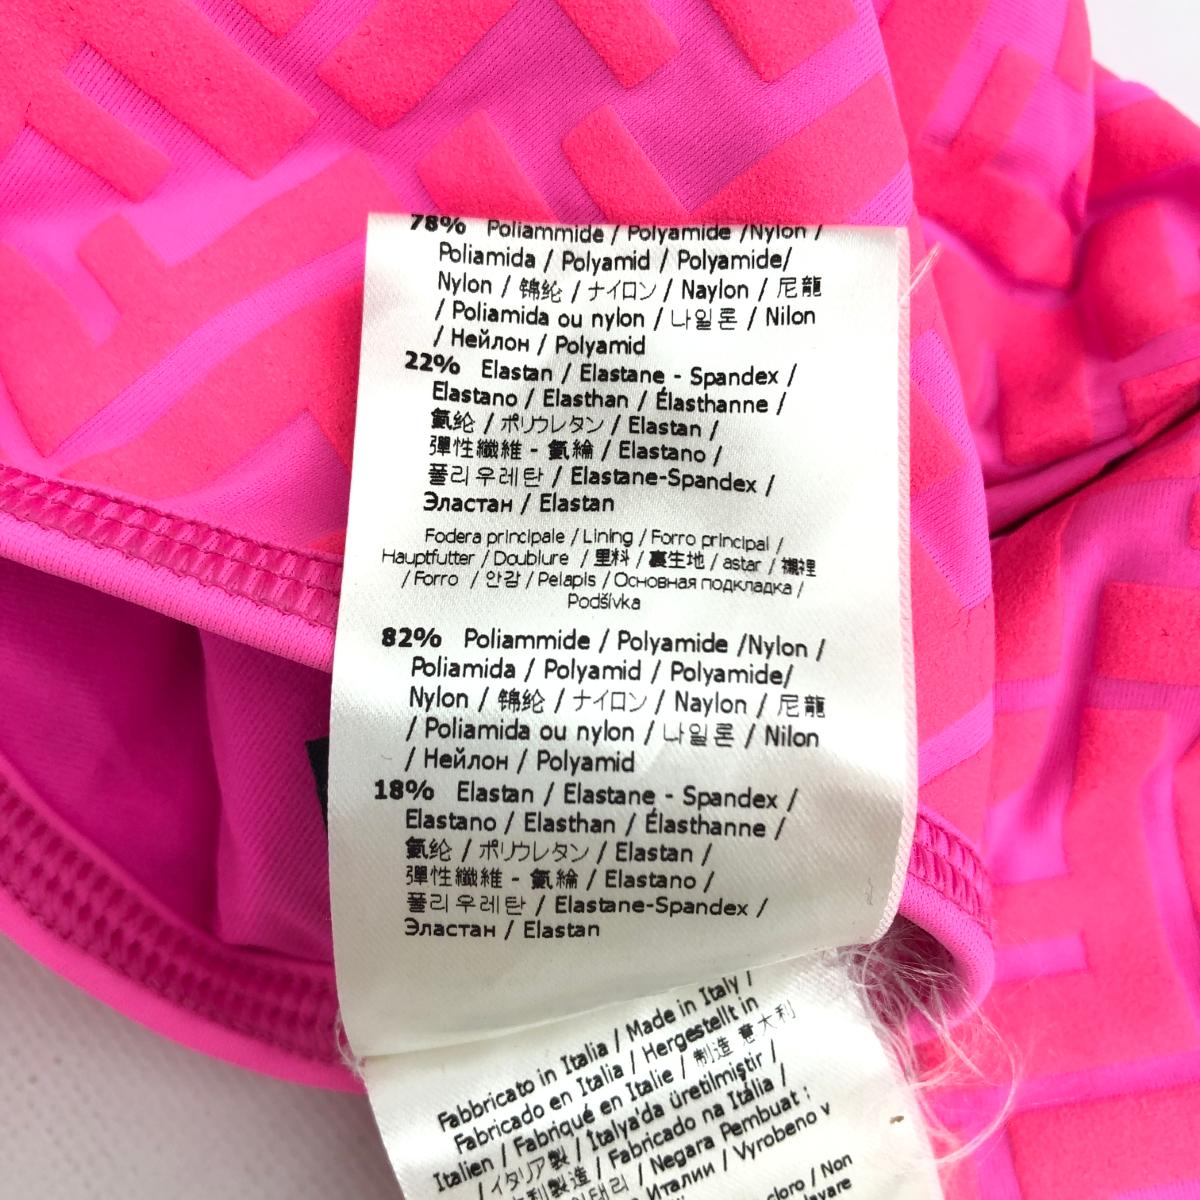 78% Poliammide / Polyamide /Nylon /
Poliamida / Polyamid / Polyamide/
Nylon / 锦纶 / ナイロン / Naylon / 尼龍
/ Poliamida ou nylon / 나일론 / Nilon
/ Нейлон / Polyamid
22% Elastan / Elastane - Spandex /
Elastano / Elasthan / Élasthanne /
氨纶 / ポリウレタン / Elastan /
彈性纖維 - 氨綸 / Elastano /
폴리우레탄 / Elastane-Spandex /
Эластан / Elastan
Fodera principale / Lining / Forro principal /
Hauptfutter / Doublure / 里料 / 裏生地 / astar / 襯裡
/ Forro / 안감 / Pelapis / Основная подкладка /
Podšívka
82% Poliammide / Polyamide /Nylon /
Poliamida / Polyamid / Polyamide/
Nylon / 锦纶 / ナイロン / Naylon / 尼龍
/ Poliamida ou nylon / 나일론 / Nilon
/ Нейлон / Polyamid
18% Elastan / Elastane - Spandex /
Elastano / Elasthan / Élasthanne /
氨纶 / ポリウレタン / Elastan /
彈性纖維 - 氨綸 / Elastano /
폴리우레탄 / Elastane-Spandex /
Эластан / Elastan
Fabbricato in Italia / Made in Italy /
Fabricado en Italia / Hergestellt in
Italien / Fabriqué en Italie / 制造 意大利
/ イタリア製 / İtalya'da üretilmiştir /
利製造 / Fabricado na Itália /
/ Negara Pembuat :
Италии / Vyrobeno v
cloro / Non